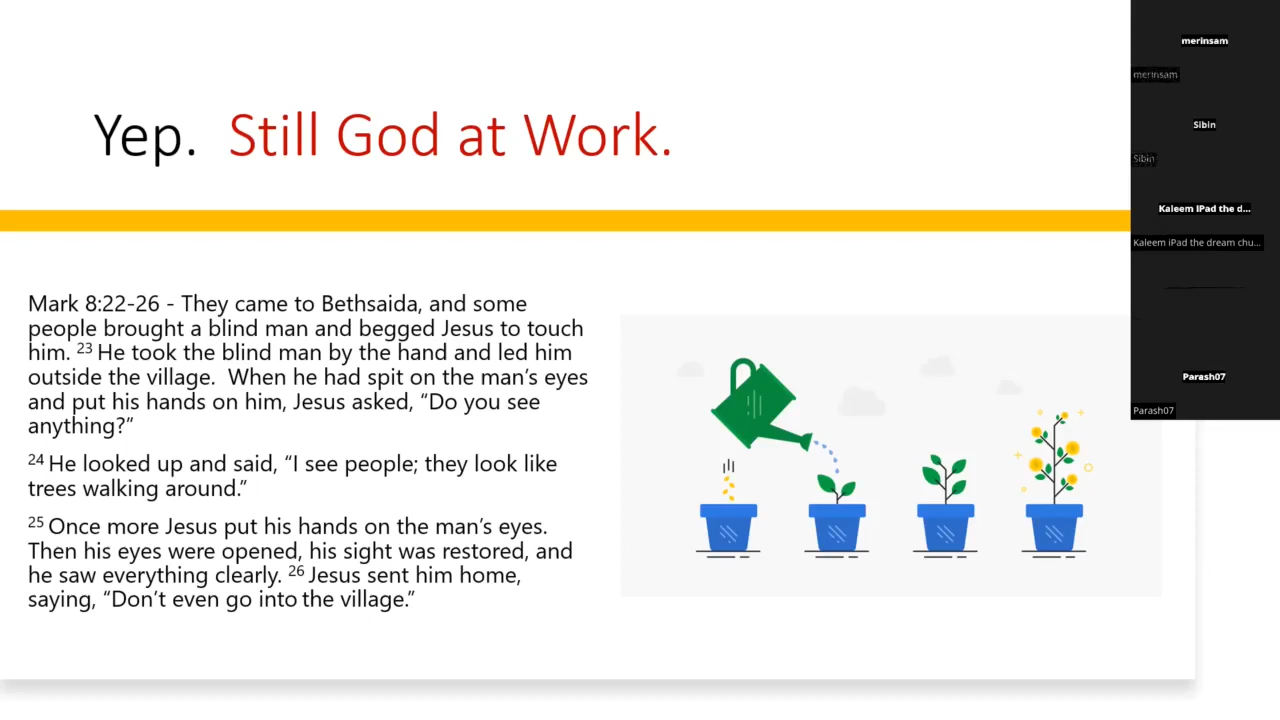 Yep. Still God at Work.
Mark 8:22-26 - They came to Bethsaida, and some
people brought a blind man and begged Jesus to touch
him. 23 He took the blind man by the hand and led him
outside the village. When he had spit on the man’s eyes
and put his hands on him, Jesus asked, “Do you see
anything?”
24 He looked up and said, “I see people; they look like
trees walking around.”
25 Once more Jesus put his hands on the man’s eyes.
Then his eyes were opened, his sight was restored, and
he saw everything clearly. 26 Jesus sent him home,
saying, “Don’t even go into the village.”
merinsam
merinsam
Sibin
Sibin
Kaleem IPad the d...
Kaleem iPad the dream chu...
Parash07
Parash07